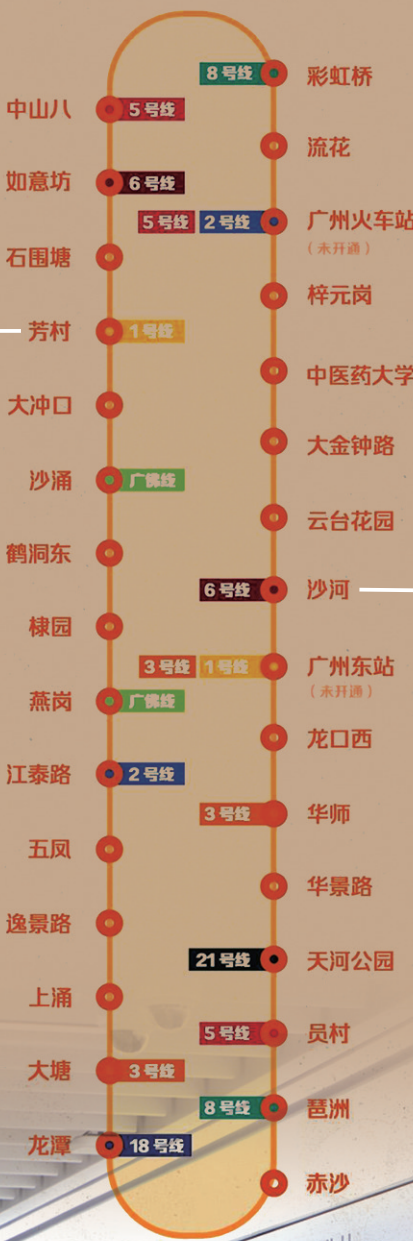 8号线 彩虹桥
中山八 5号线
流花
如意坊 6号线
5号线 2号线 广州火车站
(未开通)
石围塘
梓元岗
芳村 1号线
中医药大学
大冲口
大金钟路
沙涌 广佛线
云台花园
鹤洞东
6号线 沙河
棣园
3号线 1号线 广州东站
(未开通)
燕岗 广佛线
龙口西
江泰路 2号线
3号线 华师
五凤
华景路
逸景路
21号线 天河公园
上涌
5号线 员村
大塘 3号线
8号线 琶洲
龙潭 18号线
赤沙